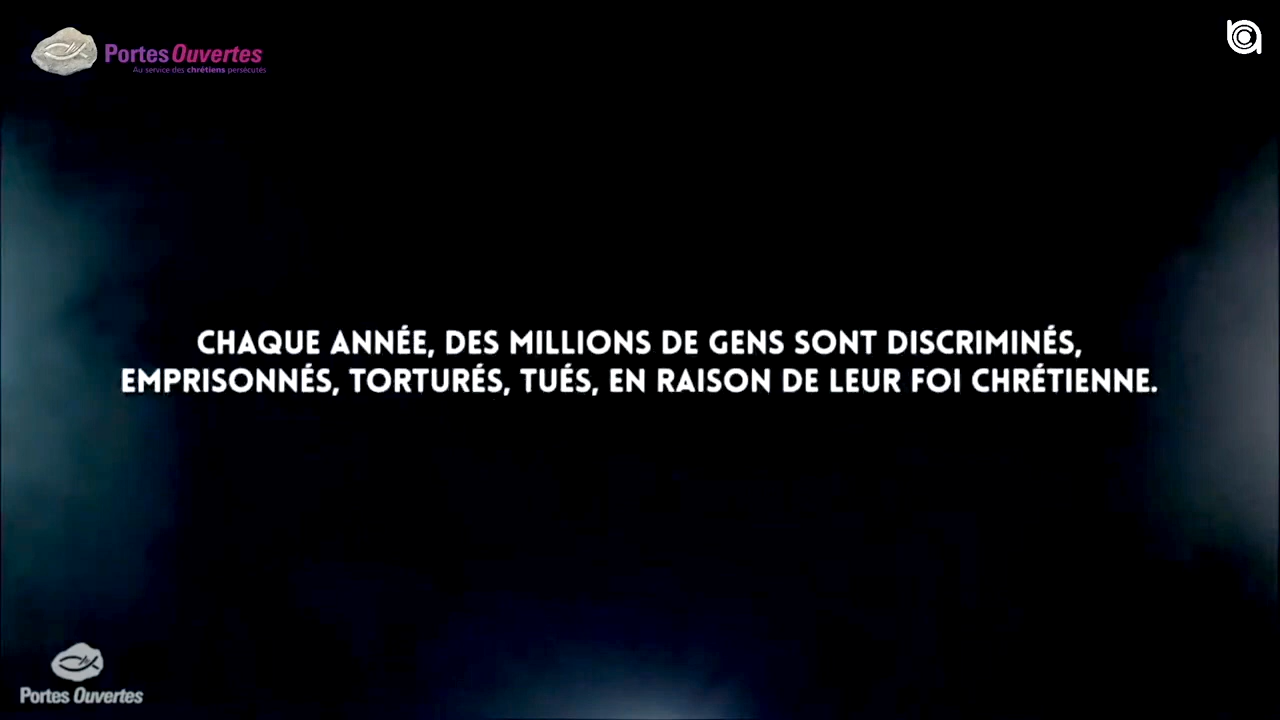 Portes Ouvertes
Au service des chrétiens persécutés
CHAQUE ANNÉE, DES MILLIONS DE GENS SONT DISCRIMINÉS,
EMPRISONNÉS, TORTURÉS, TUÉS, EN RAISON DE LEUR FOI CHRÉTIENNE.
Portes Ouvertes